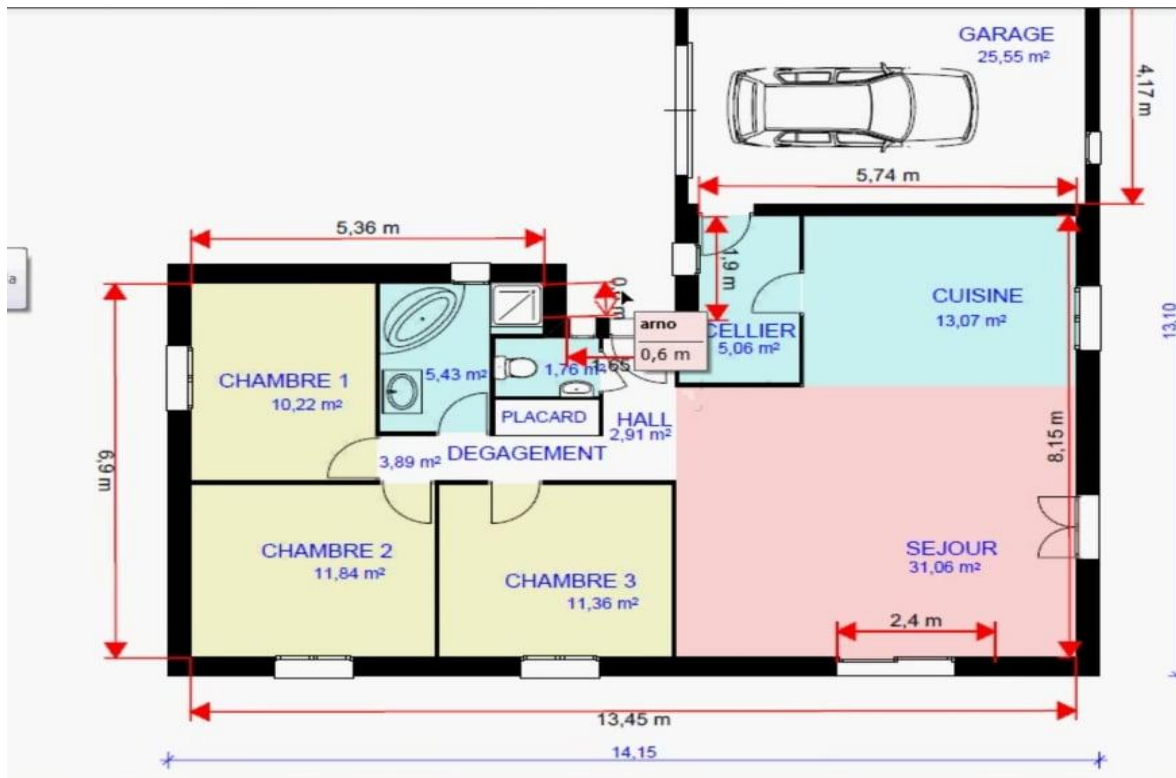 GARAGE
25,55 m²
4,17 m
5,74 m
5,36 m
a
1,9 m
CUISINE
13,07 m²
13,10
arno
0,6 m
CELLIER
5,06 m²
CHAMBRE 1
10,22 m²
5,43 m²
1,76 m²
1,65
PLACARD
HALL
2,91 m²
DEGAGEMENT
3,89 m²
8,15 m
6,9 m
CHAMBRE 2
11,84 m²
CHAMBRE 3
11,36 m²
SEJOUR
31,06 m²
2,4 m
13,45 m
14,15